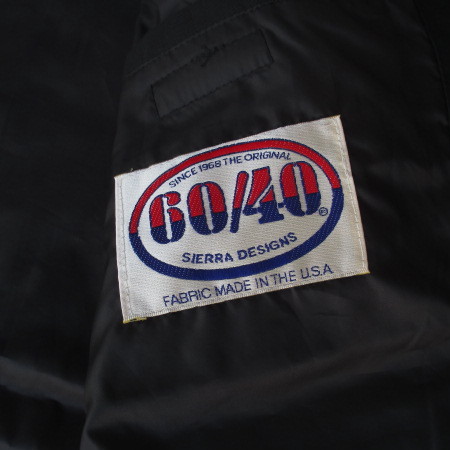 SINCE 1968 THE ORIGINAL
60/40®
SIERRA DESIGNS
FABRIC MADE IN THE U.S.A